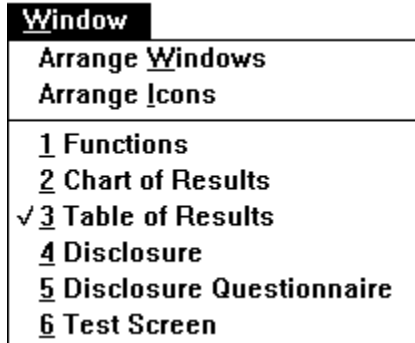 Window
Arrange Windows
Arrange Icons
1 Functions
2 Chart of Results
√ 3 Table of Results
4 Disclosure
5 Disclosure Questionnaire
6 Test Screen